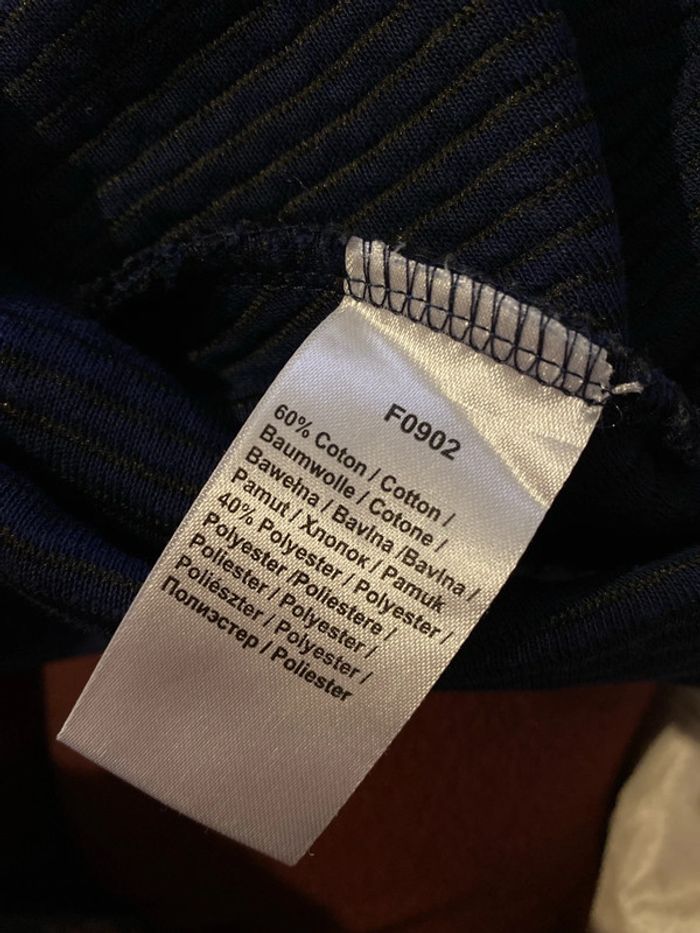 F0902
60% Coton / Cotton /
Baumwolle / Cotone /
Bawełna / Bavlna /Bavlna /
Pamut / Хлопок / Pamuk
40% Polyester / Polyester /
Polyester /Poliestere /
Poliester / Polyester /
Poliészter / Polyester /
Полиэстер / Poliester